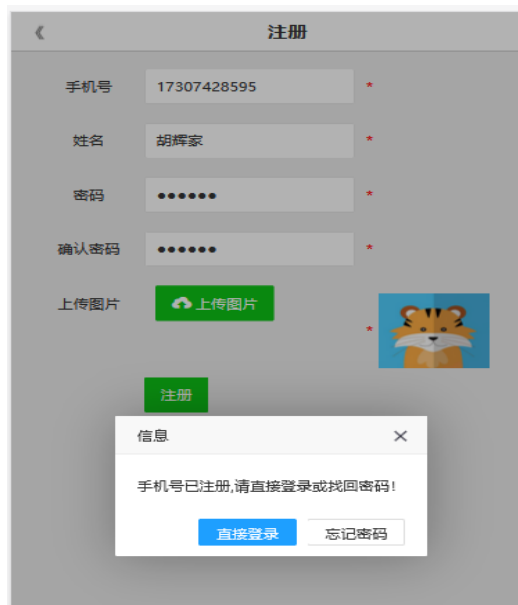 注册
手机号 17307428595 *
姓名 胡辉家 *
密码 ●●●●●● *
确认密码 ●●●●●● *
上传图片 上传图片 *
注册
信息
手机号已注册,请直接登录或找回密码!
直接登录 忘记密码